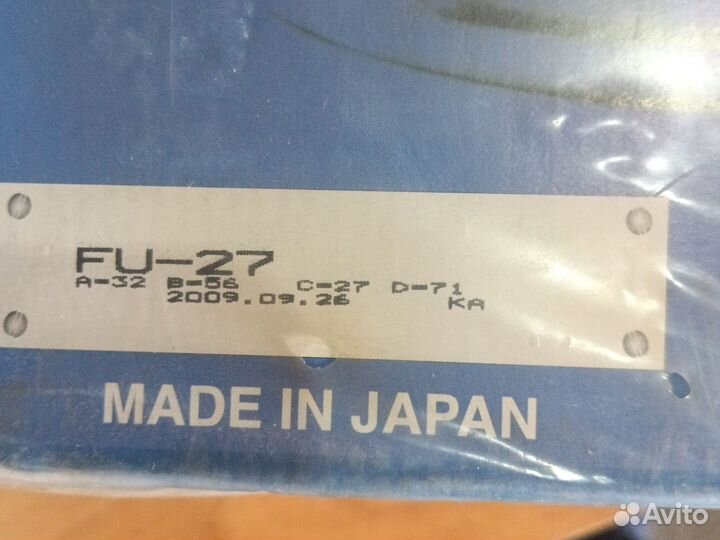 FU-27
A-32 B-56 C-27 D-71
2009.09.26 KA
MADE IN JAPAN
Avito